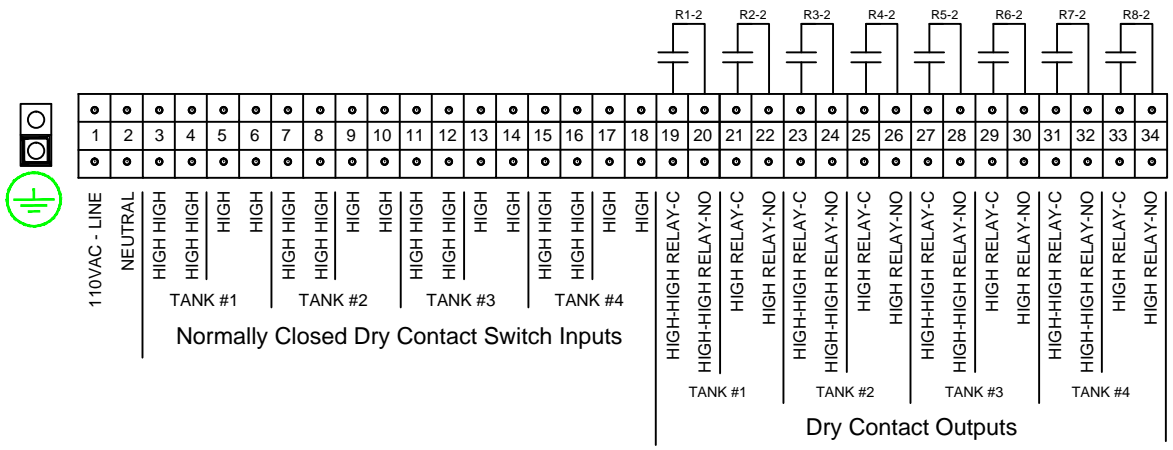 R1-2 R2-2 R3-2 R4-2 R5-2 R6-2 R7-2 R8-2
1 2 3 4 5 6 7 8 9 10 11 12 13 14 15 16 17 18 19 20 21 22 23 24 25 26 27 28 29 30 31 32 33 34
110VAC - LINE
NEUTRAL
HIGH HIGH
HIGH HIGH
HIGH
HIGH
HIGH HIGH
HIGH HIGH
HIGH
HIGH
HIGH HIGH
HIGH HIGH
HIGH
HIGH
HIGH HIGH
HIGH HIGH
HIGH
HIGH
HIGH-HIGH RELAY-C
HIGH-HIGH RELAY-NO
HIGH RELAY-C
HIGH RELAY-NO
HIGH-HIGH RELAY-C
HIGH-HIGH RELAY-NO
HIGH RELAY-C
HIGH RELAY-NO
HIGH-HIGH RELAY-C
HIGH-HIGH RELAY-NO
HIGH RELAY-C
HIGH RELAY-NO
HIGH-HIGH RELAY-C
HIGH-HIGH RELAY-NO
HIGH RELAY-C
HIGH RELAY-NO
TANK #1 TANK #2 TANK #3 TANK #4
Normally Closed Dry Contact Switch Inputs
TANK #1 TANK #2 TANK #3 TANK #4
Dry Contact Outputs